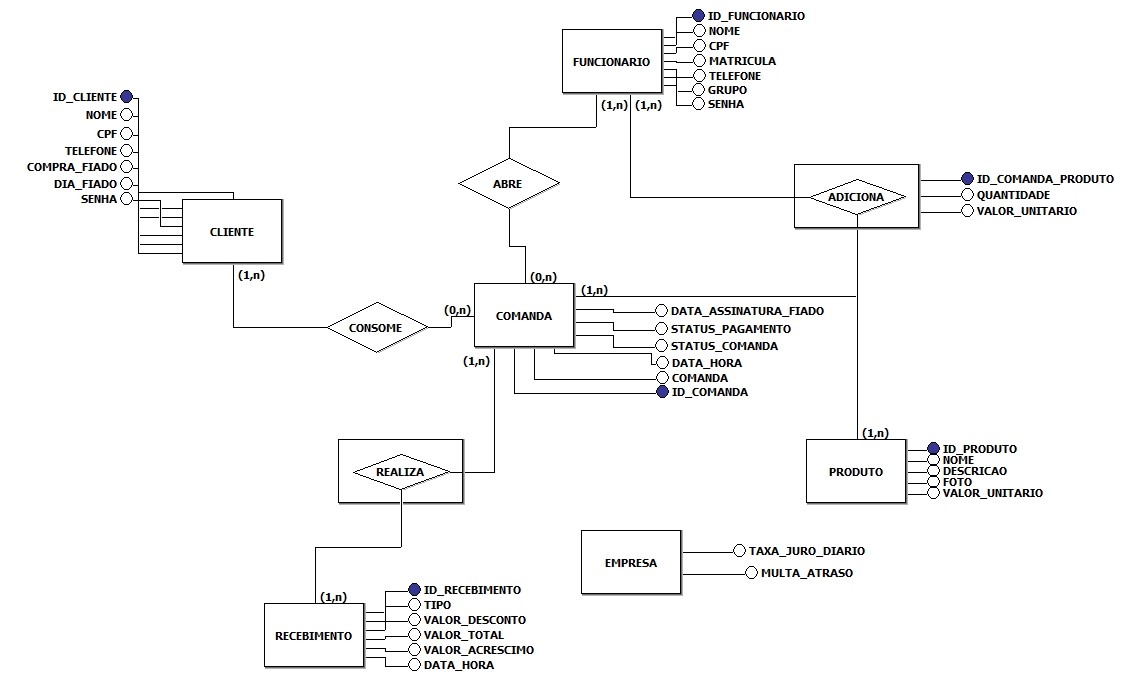 ID_FUNCIONARIO
NOME
CPF
MATRICULA
TELEFONE
GRUPO
SENHA
FUNCIONARIO
(1,n) (1,n)
ID_CLIENTE
NOME
CPF
TELEFONE
COMPRA_FIADO
DIA_FIADO
SENHA
CLIENTE
(1,n)
ABRE
ADICIONA
ID_COMANDA_PRODUTO
QUANTIDADE
VALOR_UNITARIO
(0,n)
(1,n)
(0,n)
CONSOME
COMANDA
(1,n)
DATA_ASSINATURA_FIADO
STATUS_PAGAMENTO
STATUS_COMANDA
DATA_HORA
COMANDA
ID_COMANDA
REALIZA
(1,n)
PRODUTO
ID_PRODUTO
NOME
DESCRICAO
FOTO
VALOR_UNITARIO
EMPRESA
TAXA_JURO_DIARIO
MULTA_ATRASO
(1,n)
RECEBIMENTO
ID_RECEBIMENTO
TIPO
VALOR_DESCONTO
VALOR_TOTAL
VALOR_ACRESCIMO
DATA_HORA